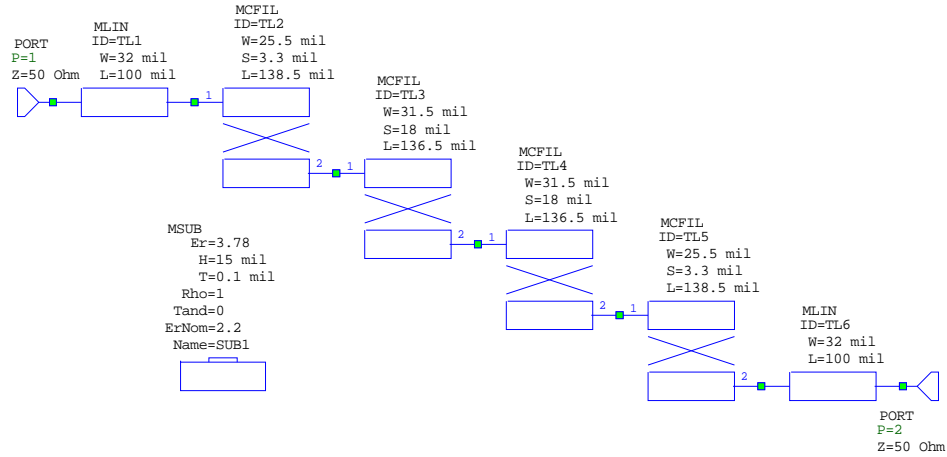 PORT
P=1
Z=50 Ohm
MLIN
ID=TL1
W=32 mil
L=100 mil
MCFIL
ID=TL2
W=25.5 mil
S=3.3 mil
L=138.5 mil
1
2
MCFIL
ID=TL3
W=31.5 mil
S=18 mil
L=136.5 mil
1
2
MCFIL
ID=TL4
W=31.5 mil
S=18 mil
L=136.5 mil
1
2
MCFIL
ID=TL5
W=25.5 mil
S=3.3 mil
L=138.5 mil
1
2
MLIN
ID=TL6
W=32 mil
L=100 mil
PORT
P=2
Z=50 Ohm
MSUB
Er=3.78
H=15 mil
T=0.1 mil
Rho=1
Tand=0
ErNom=2.2
Name=SUB1